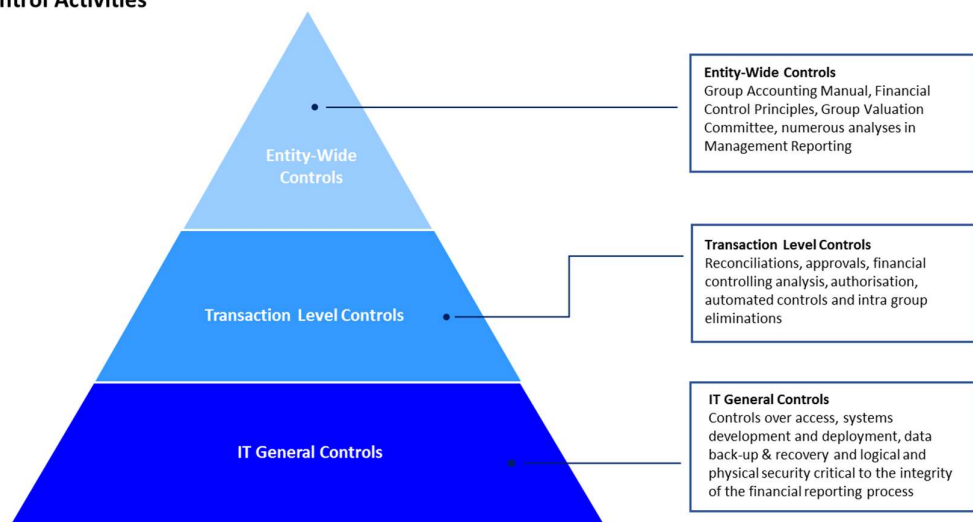 ntrol Activities
Entity-Wide
Controls
Transaction Level Controls
IT General Controls
Entity-Wide Controls
Group Accounting Manual, Financial
Control Principles, Group Valuation
Committee, numerous analyses in
Management Reporting
Transaction Level Controls
Reconciliations, approvals, financial
controlling analysis, authorisation,
automated controls and intra group
eliminations
IT General Controls
Controls over access, systems
development and deployment, data
back-up & recovery and logical and
physical security critical to the integrity
of the financial reporting process